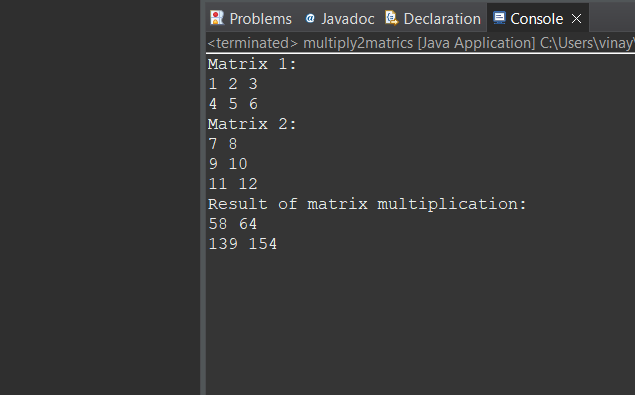 Problems Javadoc Declaration Console
<terminated> multiply2matrics [Java Application] C:\Users\vinay\
Matrix 1:
1 2 3
4 5 6
Matrix 2:
7 8
9 10
11 12
Result of matrix multiplication:
58 64
139 154